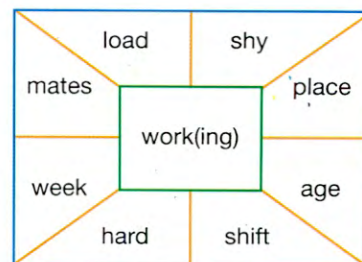 load shy
mates place
work(ing)
week age
hard shift